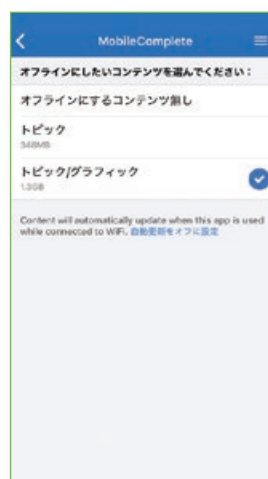 MobileComplete
オフラインにしたいコンテンツを選んでください：
オフラインにするコンテンツ無し
トピック
348MB
トピック/グラフィック
1.3GB
Content will automatically update when this app is used
while connected to WiFi. 自動更新をオフに設定